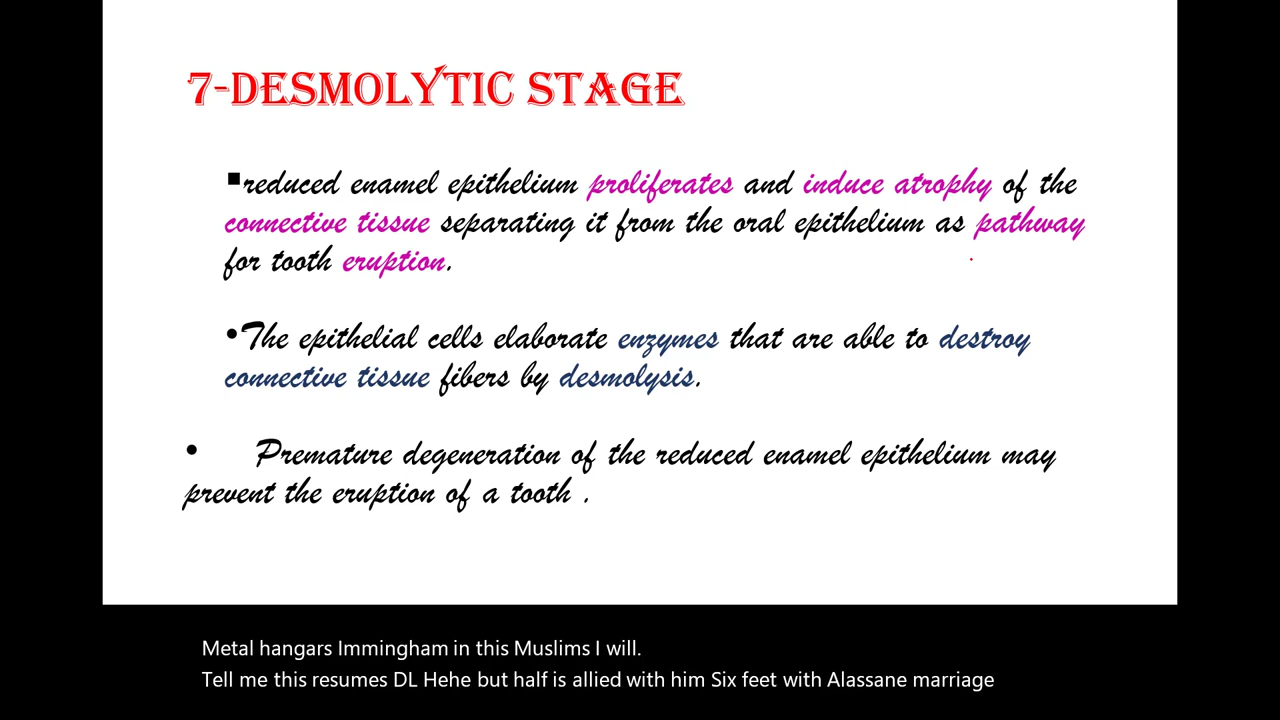 7-DESMOLYTIC STAGE
▪reduced enamel epithelium proliferates and induce atrophy of the
connective tissue separating it from the oral epithelium as pathway
for tooth eruption.
•The epithelial cells elaborate enzymes that are able to destroy
connective tissue fibers by desmolysis.
• Premature degeneration of the reduced enamel epithelium may
prevent the eruption of a tooth .
Metal hangars Immingham in this Muslims I will.
Tell me this resumes DL Hehe but half is allied with him Six feet with Alassane marriage